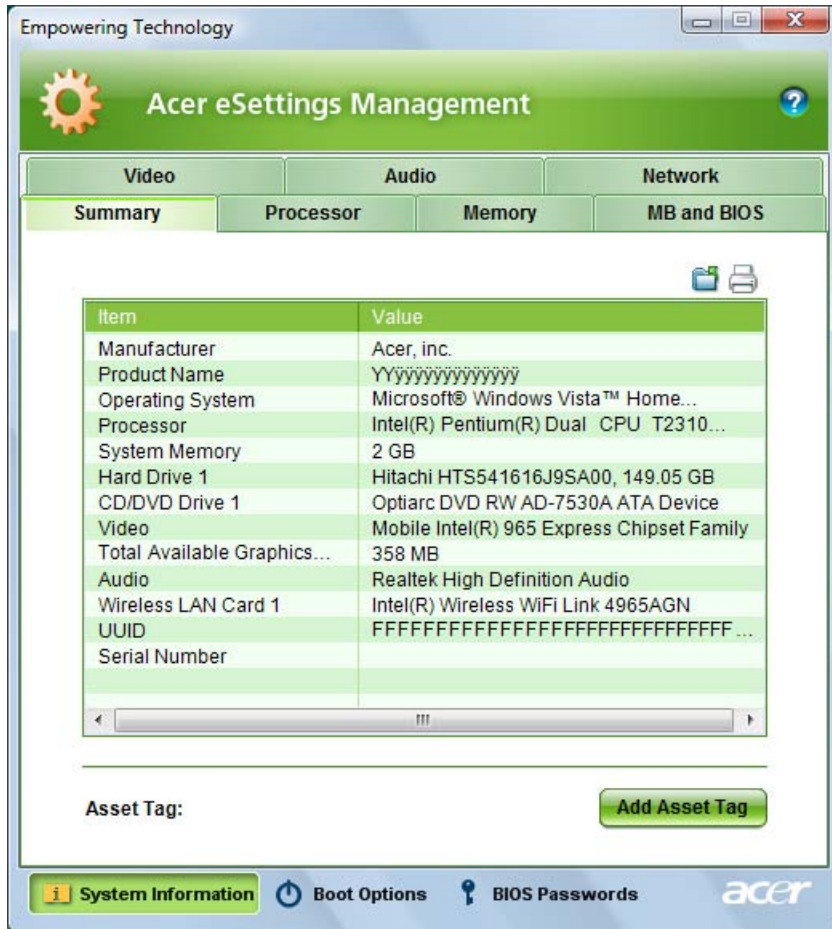 Empowering Technology
Acer eSettings Management
Video Audio Network
Summary Processor Memory MB and BIOS
Item Value
Manufacturer Acer, inc.
Product Name YYÿÿÿÿÿÿÿÿÿÿÿÿÿ
Operating System Microsoft® Windows Vista™ Home...
Processor Intel(R) Pentium(R) Dual CPU T2310...
System Memory 2 GB
Hard Drive 1 Hitachi HTS541616J9SA00, 149.05 GB
CD/DVD Drive 1 Optiarc DVD RW AD-7530A ATA Device
Video Mobile Intel(R) 965 Express Chipset Family
Total Available Graphics... 358 MB
Audio Realtek High Definition Audio
Wireless LAN Card 1 Intel(R) Wireless WiFi Link 4965AGN
UUID FFFFFFFFFFFFFFFFFFFFFFFFFFFFFF...
Serial Number
Asset Tag: Add Asset Tag
System Information Boot Options BIOS Passwords acer